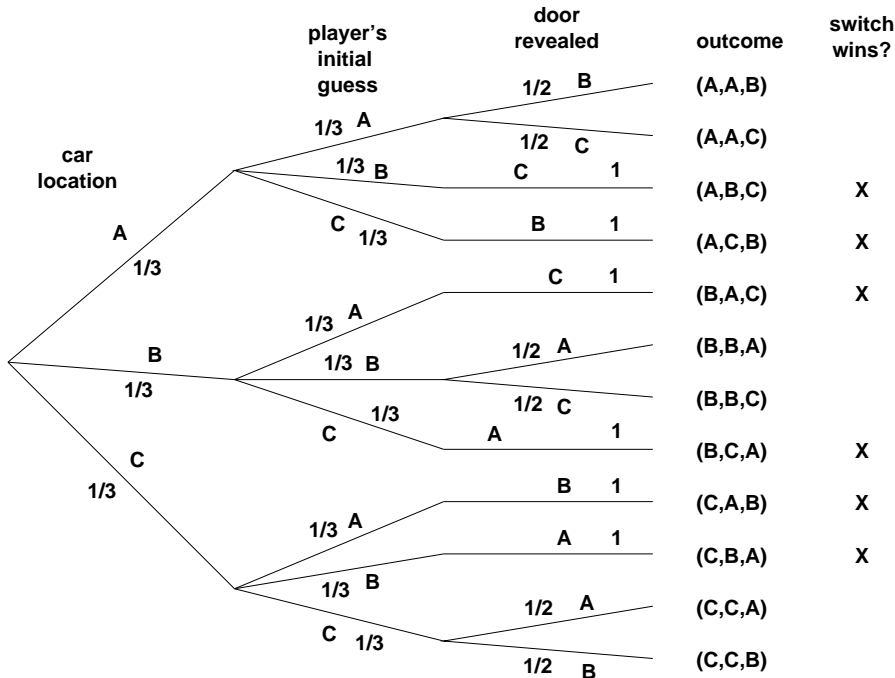 car
location
player's
initial
guess
door
revealed
outcome
switch
wins?
A
1/3
B
1/3
C
1/3
1/3 A
1/3 B
C 1/3
1/3 A
1/3 B
C 1/3
1/3 A
1/3 B
C 1/3
1/2 B
(A,A,B)
1/2 C
(A,A,C)
C 1
(A,B,C) X
B 1
(A,C,B) X
C 1
(B,A,C) X
1/2 A
(B,B,A)
1/2 C
(B,B,C)
A 1
(B,C,A) X
B 1
(C,A,B) X
A 1
(C,B,A) X
1/2 A
(C,C,A)
1/2 B
(C,C,B)